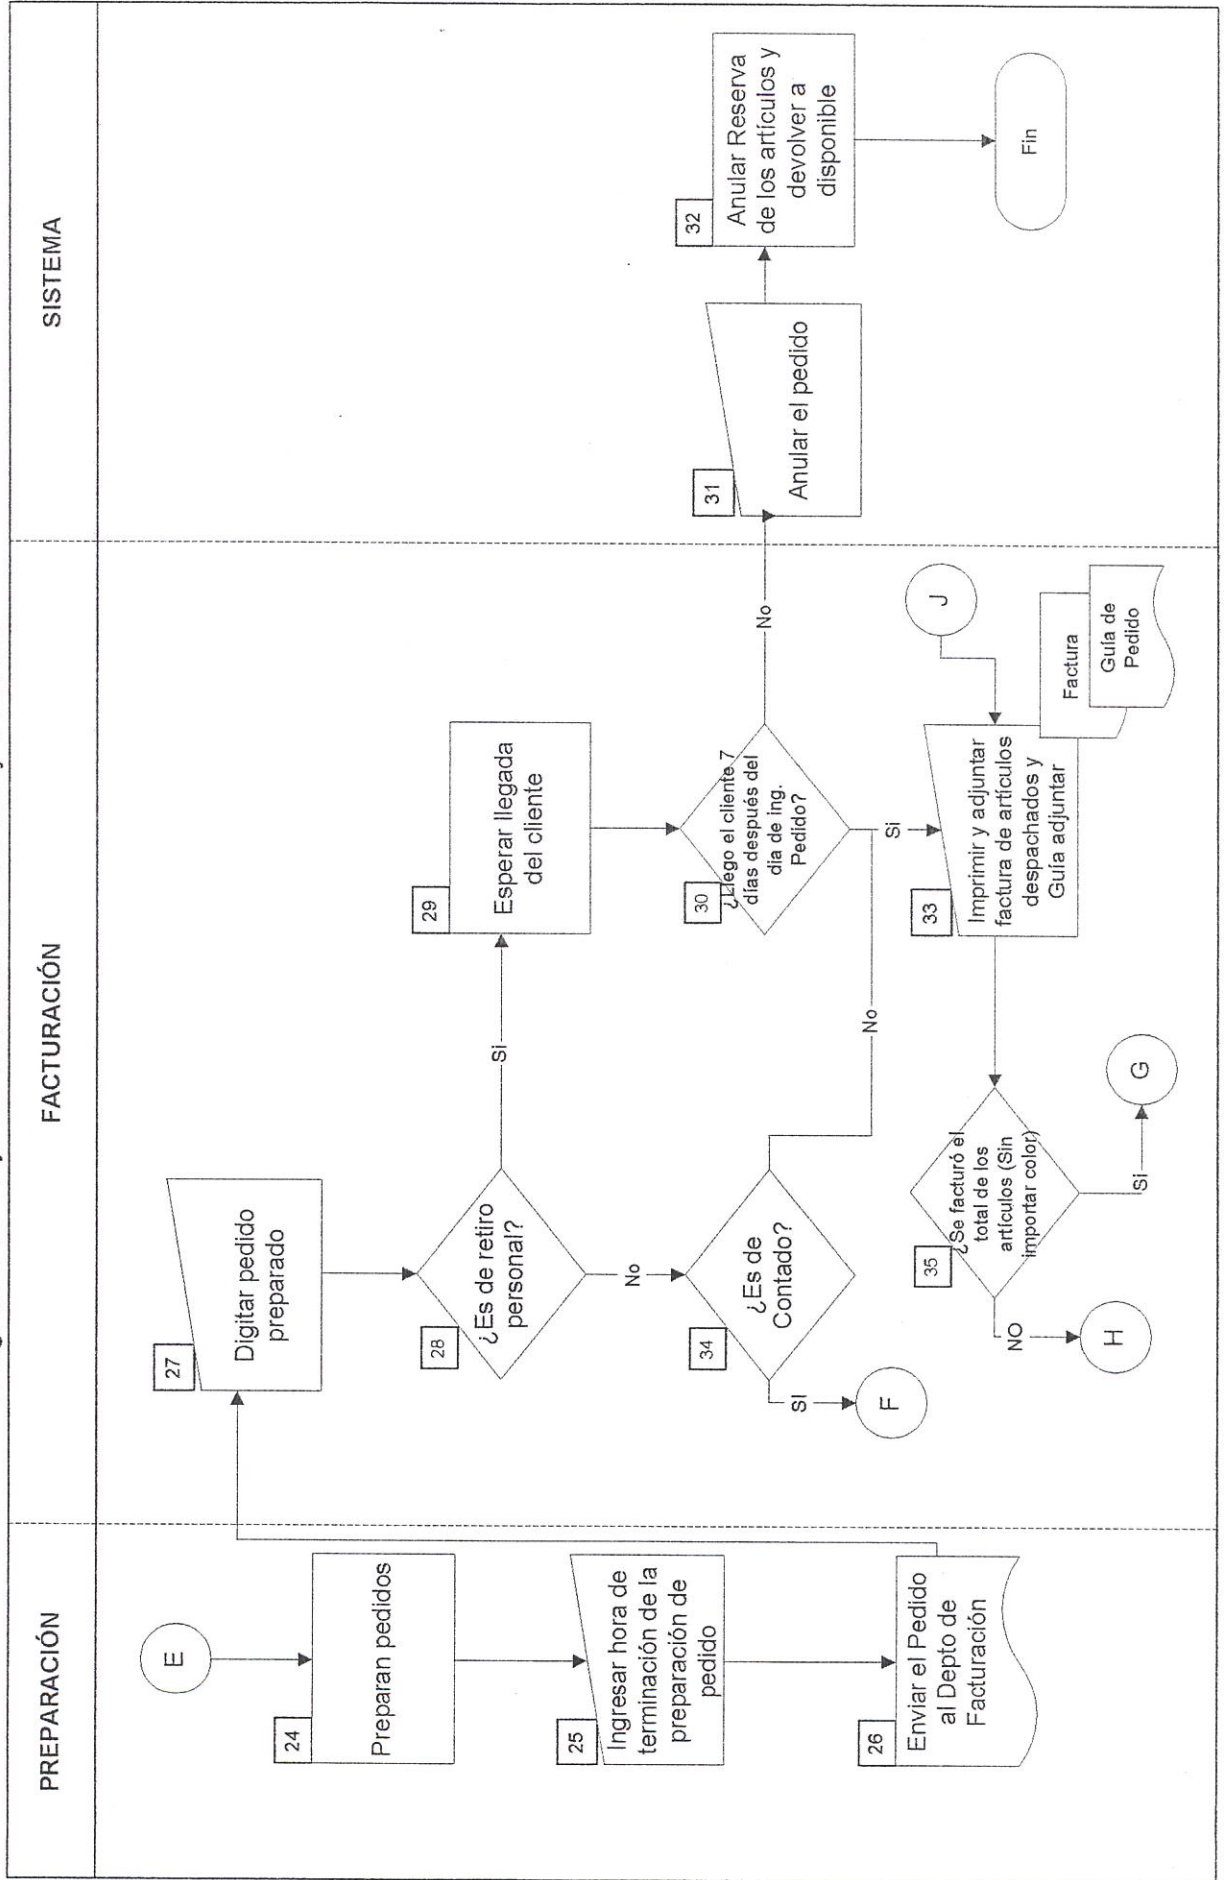 PREPARACIÓN
FACTURACIÓN
SISTEMA
E
24
Preparan pedidos
25
Ingresar hora de
terminación de la
preparación de
pedido
26
Enviar el Pedido
al Depto de
Facturación
27
Digitar pedido
preparado
28
¿Es de retiro
personal?
Si
No
29
Esperar llegada
del cliente
30
¿Llego el cliente 7
días después del
dia de ing.
Pedido?
No
Si
34
¿Es de
Contado?
SI
No
F
J
33
Imprimir y adjuntar
factura de artículos
despachados y
Guía adjuntar
Factura
Guía de
Pedido
35
¿Se facturó el
total de los
artículos (Sin
importar color)
NO
Si
H
G
31
Anular el pedido
32
Anular Reserva
de los artículos y
devolver a
disponible
Fin